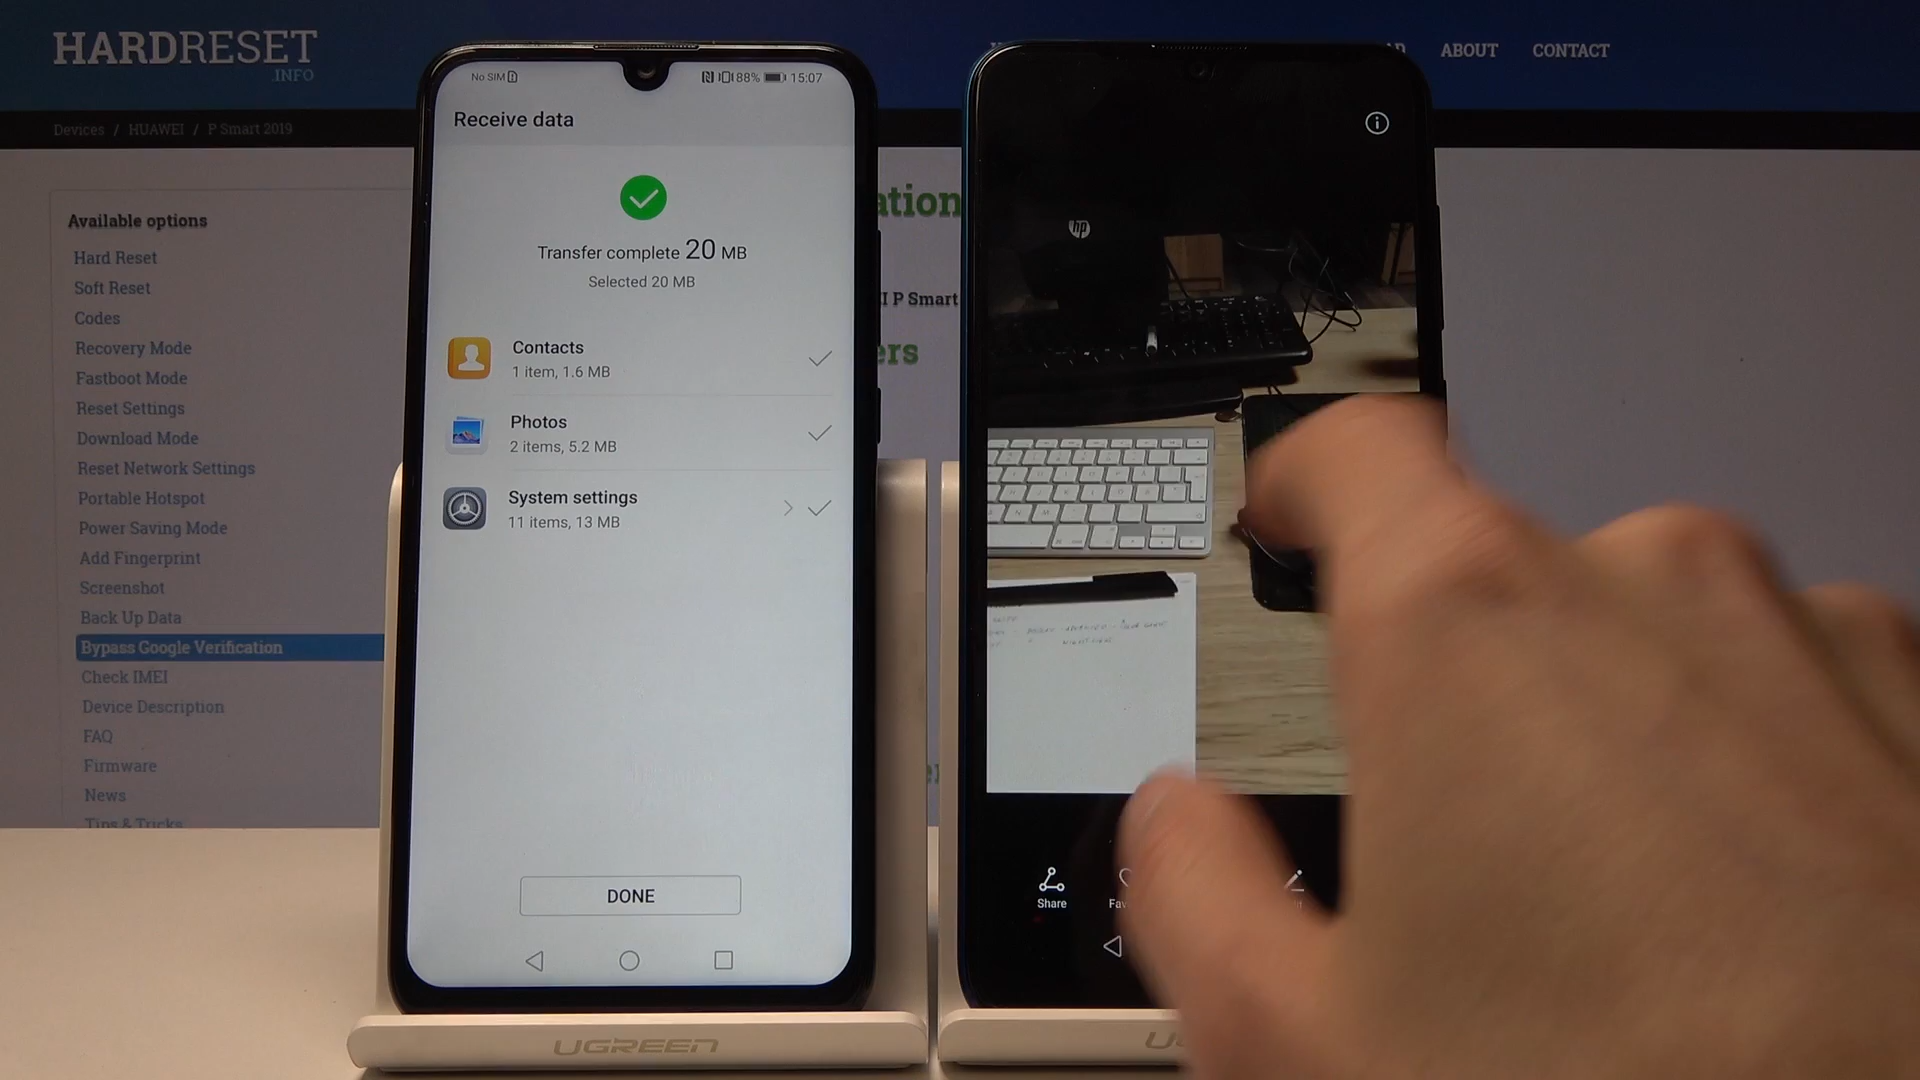 HARDRESET
.INFO
ABOUT
CONTACT
Devices / HUAWEI / P Smart 2019
Available options
Hard Reset
Soft Reset
Codes
Recovery Mode
Fastboot Mode
Reset Settings
Download Mode
Reset Network Settings
Portable Hotspot
Power Saving Mode
Add Fingerprint
Screenshot
Back Up Data
Bypass Google Verification
Check IMEI
Device Description
FAQ
Firmware
News
Tips & Tricks
No SIM
88%
15:07
Receive data
Transfer complete 20 MB
Selected 20 MB
Contacts
1 item, 1.6 MB
Photos
2 items, 5.2 MB
System settings
11 items, 13 MB
DONE
UGREEN
P Smart
hp
Share